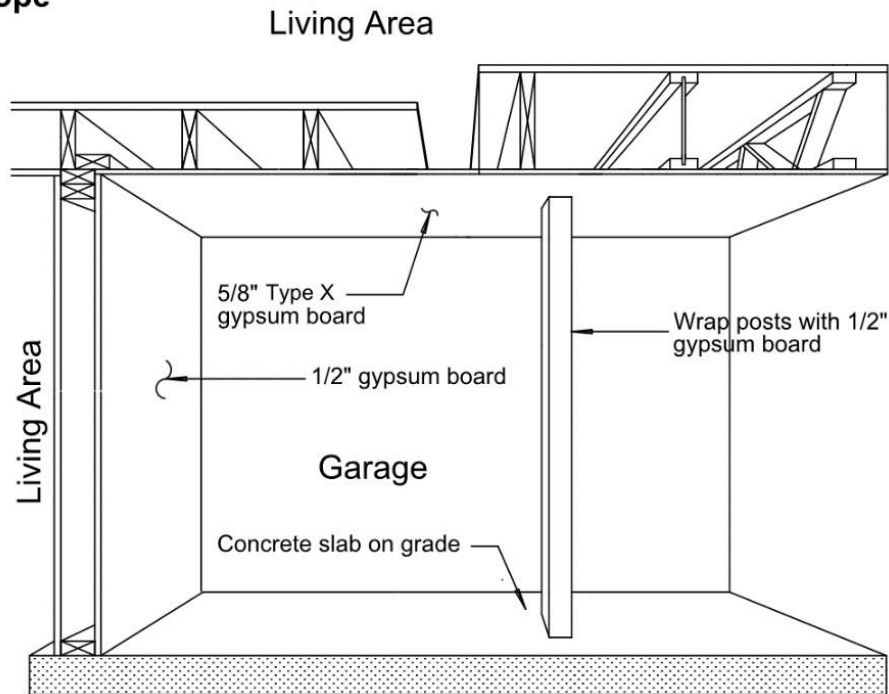 Living Area
5/8" Type X
gypsum board
Wrap posts with 1/2"
gypsum board
1/2" gypsum board
Living Area
Garage
Concrete slab on grade